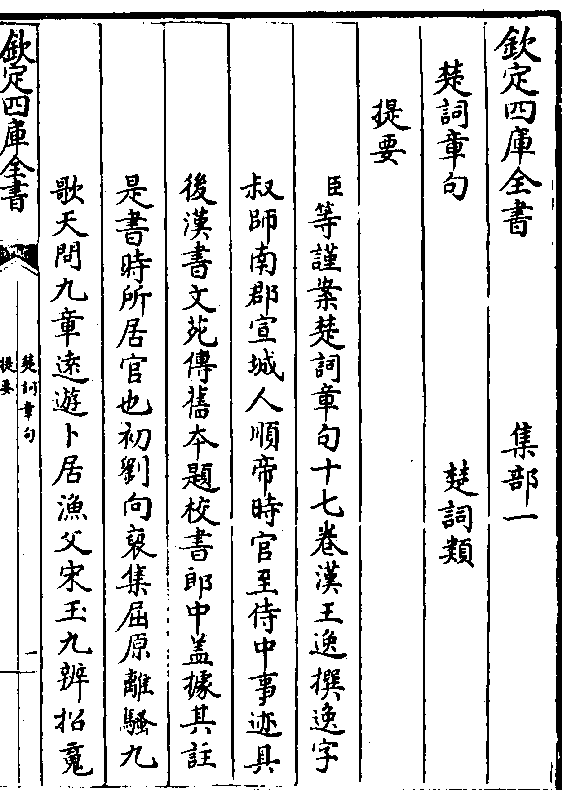 欽定四庫全書 集部一
楚詞章句 楚詞類
提要
臣等謹案楚詞章句十七卷漢王逸撰逸字
叔師南郡宣城人順帝時官至侍中事迹具
後漢書文苑傳舊本題校書郎中盖據其註
是書時所居官也初劉向裒集屈原離騷九
歌天問九章逺遊卜居漁父宋玉九辨招䰟
欽定四庫全書
楚詞章句
提要
一